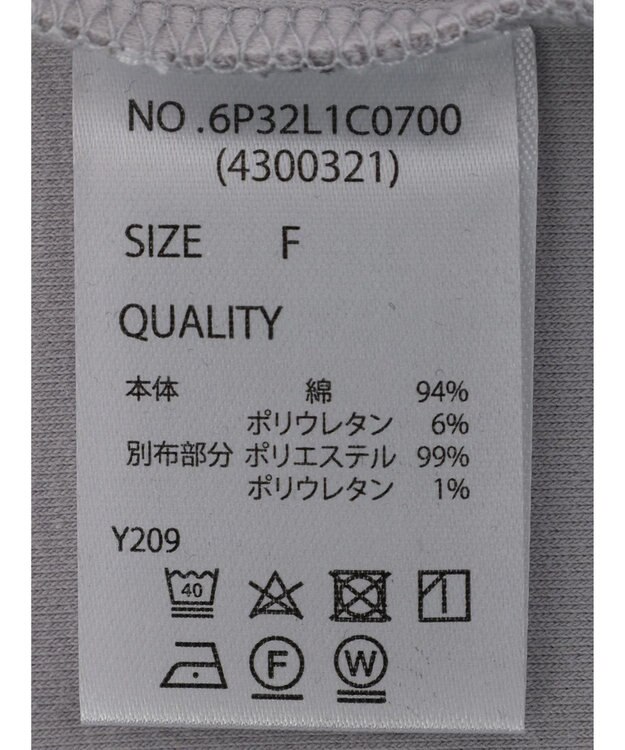 NO.6P32L1C0700
(4300321)
SIZE F
QUALITY
本体 綿 94%
ポリウレタン 6%
別布部分 ポリエステル 99%
ポリウレタン 1%
Y209
40
F W